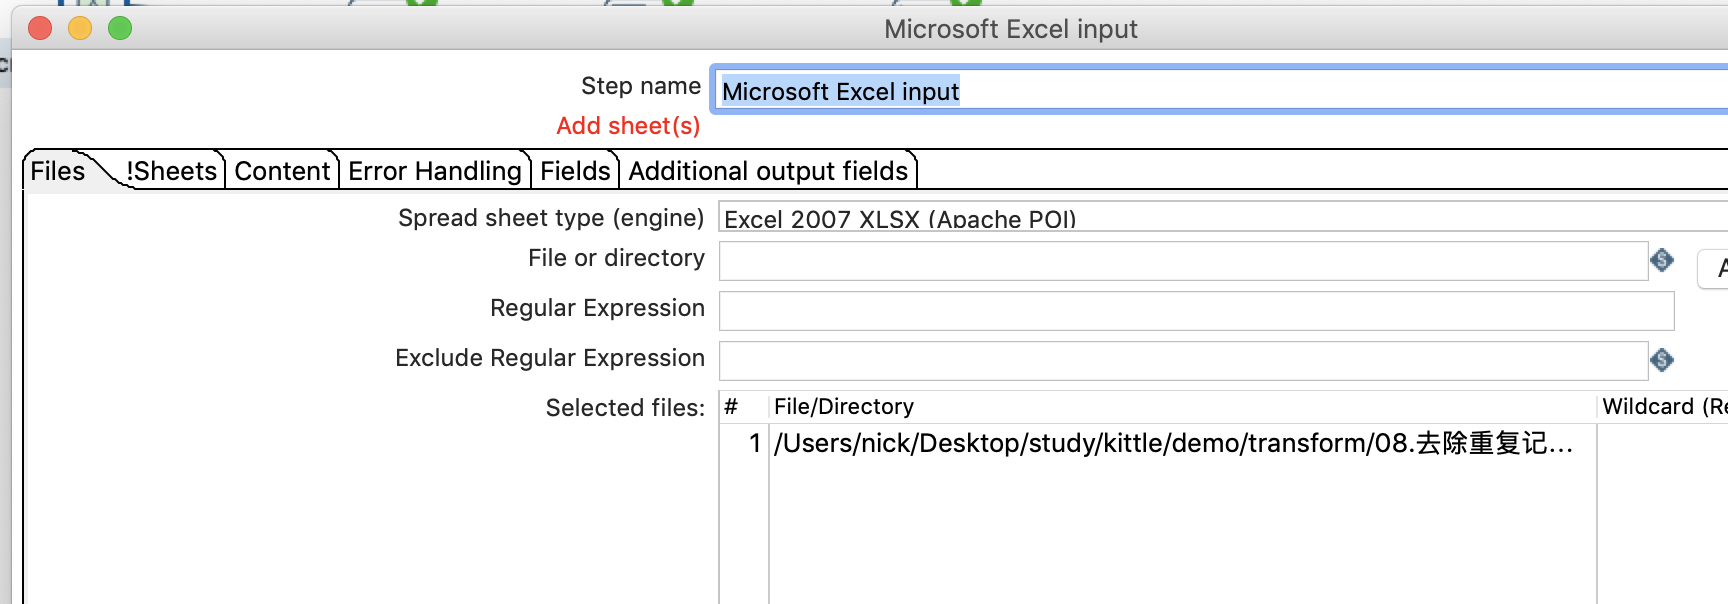 Microsoft Excel input
Step name Microsoft Excel input
Add sheet(s)
Files !Sheets Content Error Handling Fields Additional output fields
Spread sheet type (engine) Excel 2007 XLSX (Apache POI)
File or directory
Regular Expression
Exclude Regular Expression
Selected files: # File/Directory Wildcard (Re
1 /Users/nick/Desktop/study/kittle/demo/transform/08.去除重复记...